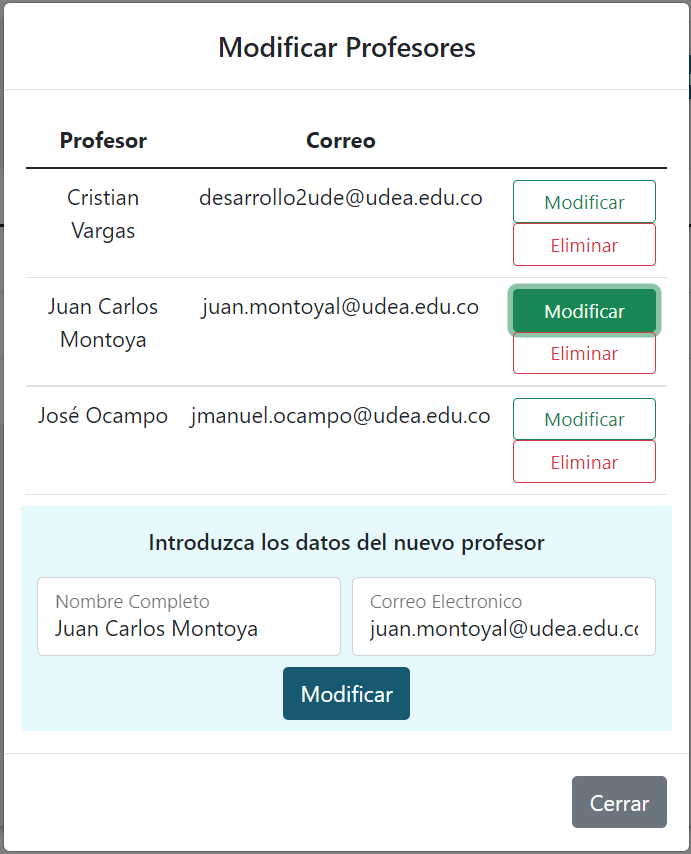 Modificar Profesores
Profesor Correo
Cristian Vargas desarrollo2ude@udea.edu.co Modificar
Eliminar
Juan Carlos Montoya juan.montoyal@udea.edu.co Modificar
Eliminar
José Ocampo jmanuel.ocampo@udea.edu.co Modificar
Eliminar
Introduzca los datos del nuevo profesor
Nombre Completo Correo Electronico
Juan Carlos Montoya juan.montoyal@udea.edu.cc
Modificar
Cerrar